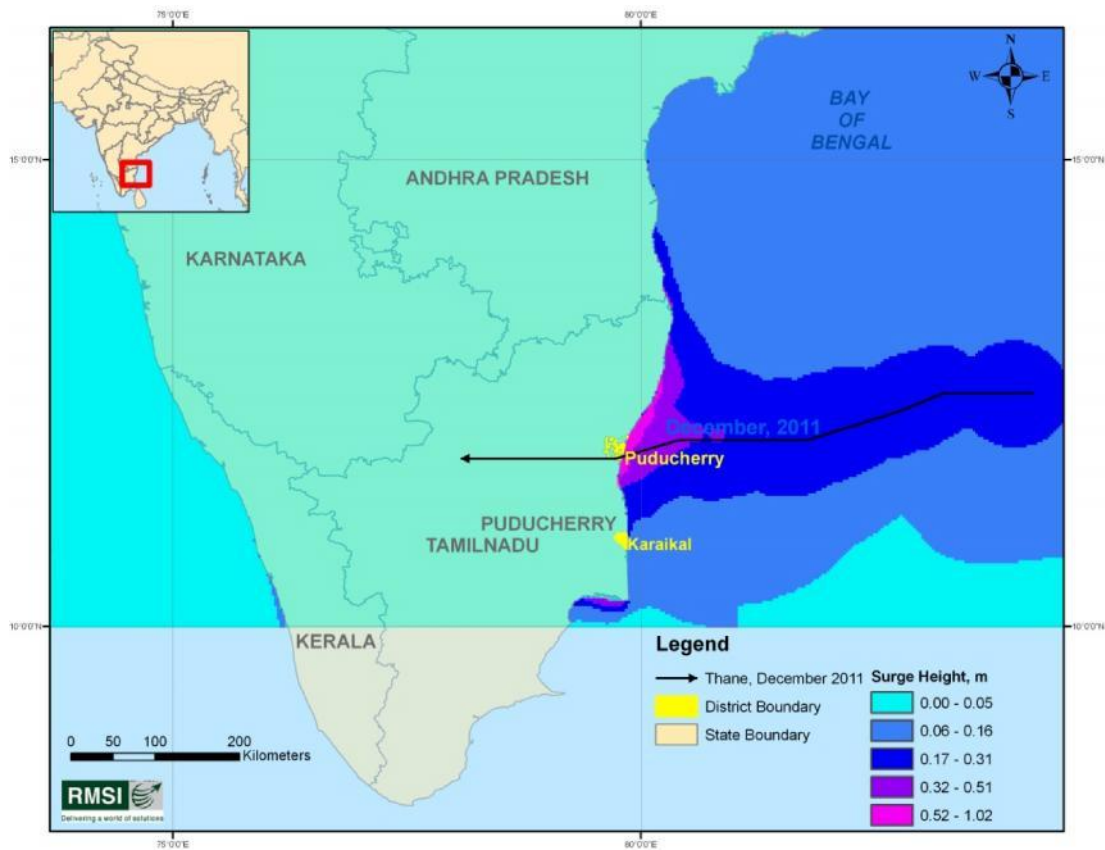 75°0'0"E
80°0'0"E
N
W
E
S
BAY
OF
BENGAL
15°0'0"N
15°0'0"N
ANDHRA PRADESH
KARNATAKA
December, 2011
Puducherry
PUDUCHERRY
TAMILNADU
Karaikal
10°0'0"N
10°0'0"N
KERALA
Legend
Thane, December 2011
District Boundary
State Boundary
Surge Height, m
0.00 - 0.05
0.06 - 0.16
0.17 - 0.31
0.32 - 0.51
0.52 - 1.02
0 50 100 200
Kilometers
RMSI
Delivering a world of solutions
75°0'0"E
80°0'0"E